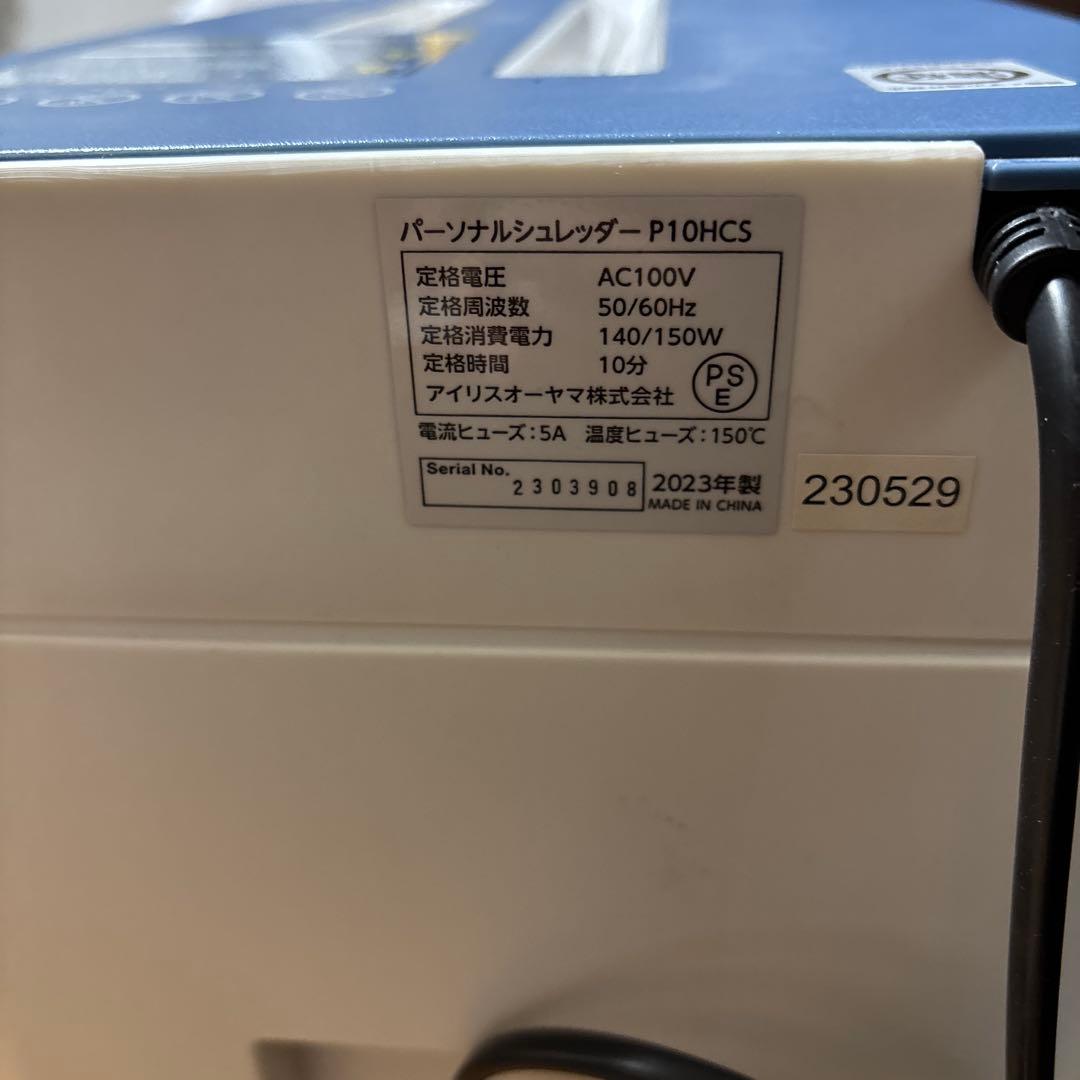 パーソナルシュレッダー P10HCS
定格電圧 AC100V
定格周波数 50/60Hz
定格消費電力 140/150W
定格時間 10分
アイリスオーヤマ株式会社
PSE
電流ヒューズ：5A 温度ヒューズ：150℃
Serial No. 2303908
2023年製
MADE IN CHINA
230529